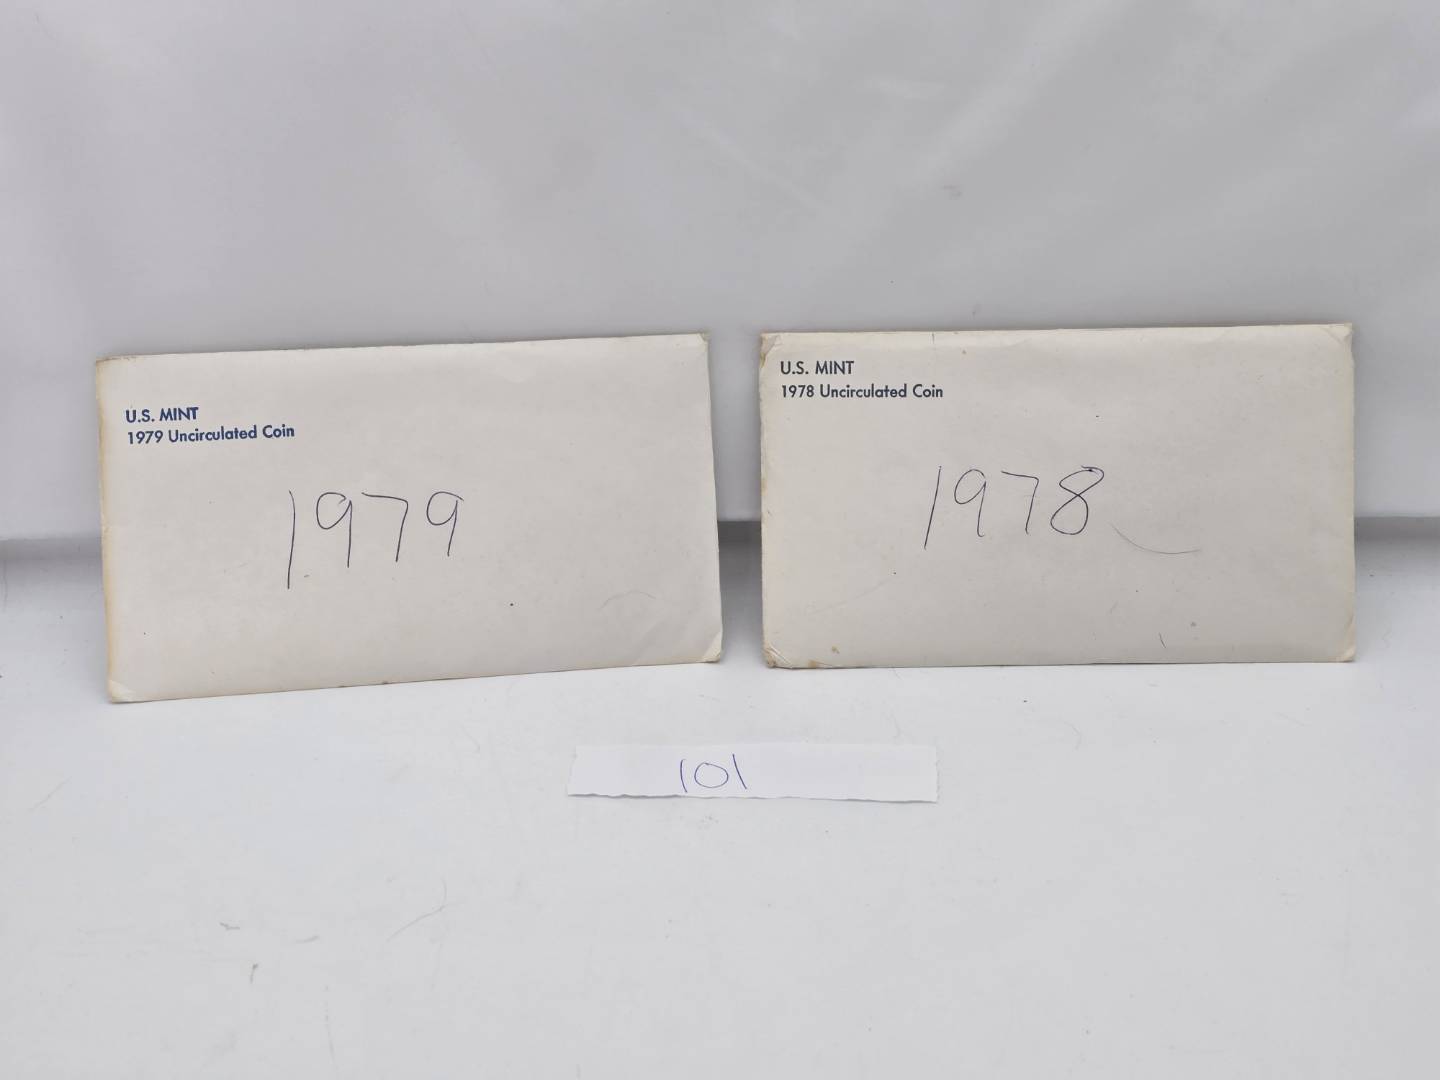 U.S. MINT
1979 Uncirculated Coin
1979
U.S. MINT
1978 Uncirculated Coin
1978
101